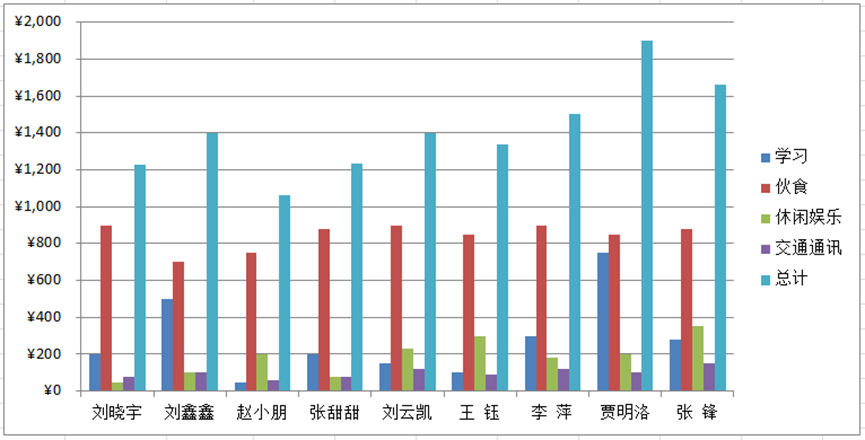 ¥2,000
¥1,800
¥1,600
¥1,400
¥1,200
¥1,000
¥800
¥600
¥400
¥200
¥0
刘晓宇 刘鑫鑫 赵小朋 张甜甜 刘云凯 王 钰 李 萍 贾明洛 张 锋
学习
伙食
休闲娱乐
交通通讯
总计